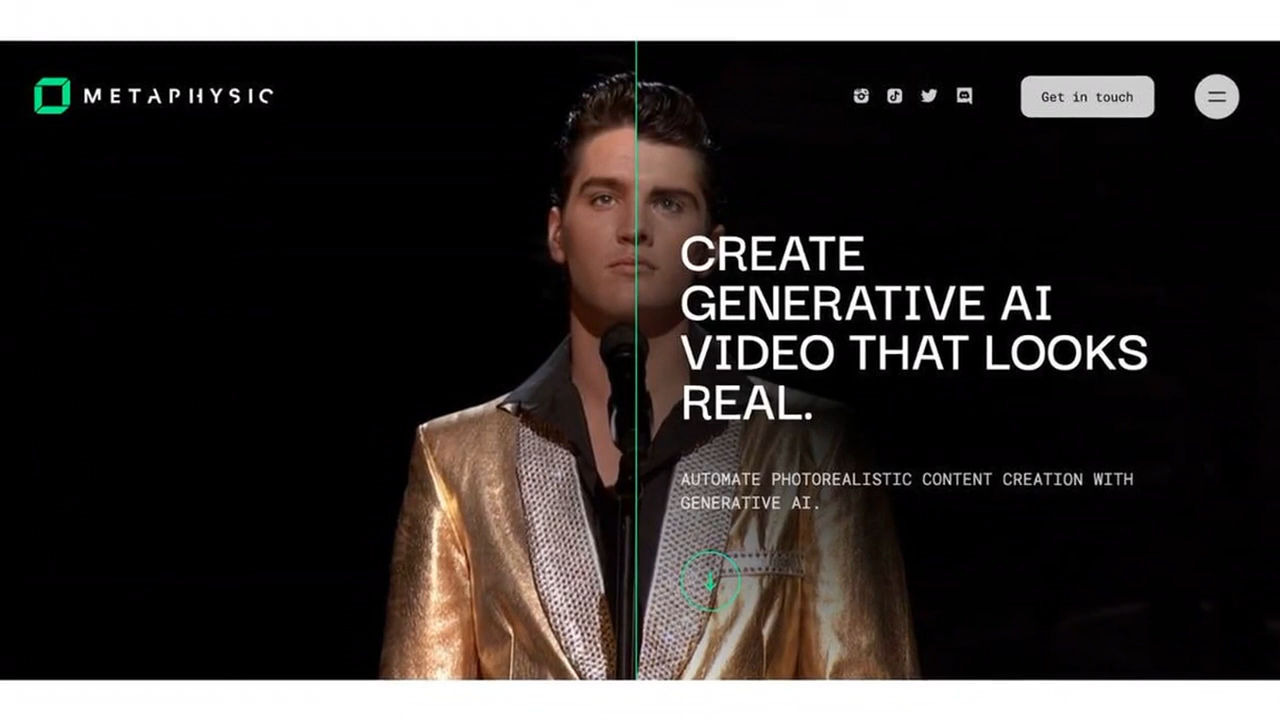 METAPHYSIC
Get in touch
CREATE
GENERATIVE AI
VIDEO THAT LOOKS
REAL.
AUTOMATE PHOTOREALISTIC CONTENT CREATION WITH
GENERATIVE AI.